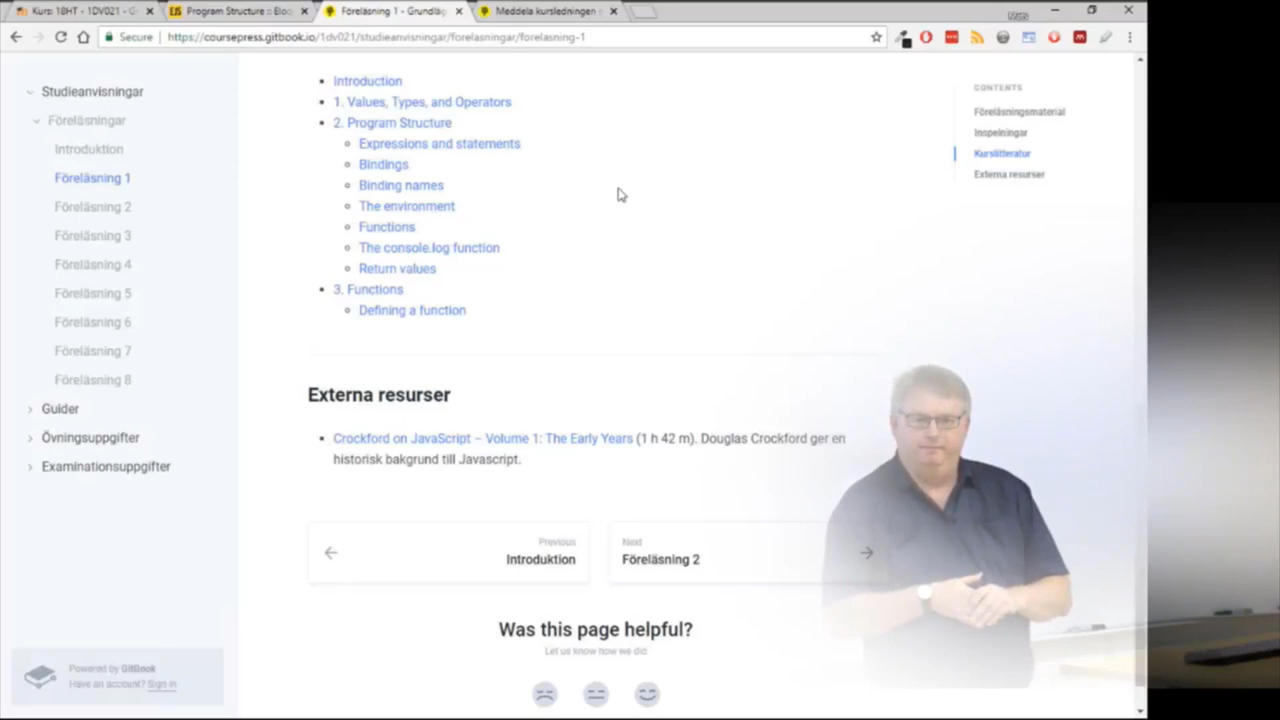 Kurs: 18HT - 1DV021 - G
Program Structure :: Eloq
Föreläsning 1 - Grundläg
Meddela kursledningen e
Secure
https://coursepress.gitbook.io/1dv021/studieanvisningar/forelasningar/forelasning-1
Studieanvisningar
Föreläsningar
Introduktion
Föreläsning 1
Föreläsning 2
Föreläsning 3
Föreläsning 4
Föreläsning 5
Föreläsning 6
Föreläsning 7
Föreläsning 8
Guider
Övningsuppgifter
Examinationsuppgifter
Powered by GitBook
Have an account? Sign in
Introduction
1. Values, Types, and Operators
2. Program Structure
Expressions and statements
Bindings
Binding names
The environment
Functions
The console.log function
Return values
3. Functions
Defining a function
Externa resurser
Crockford on JavaScript – Volume 1: The Early Years (1 h 42 m). Douglas Crockford ger en
historisk bakgrund till Javascript.
Previous
Introduktion
Next
Föreläsning 2
Was this page helpful?
Let us know how we did
CONTENTS
Föreläsningsmaterial
Inspelningar
Kurslitteratur
Externa resurser